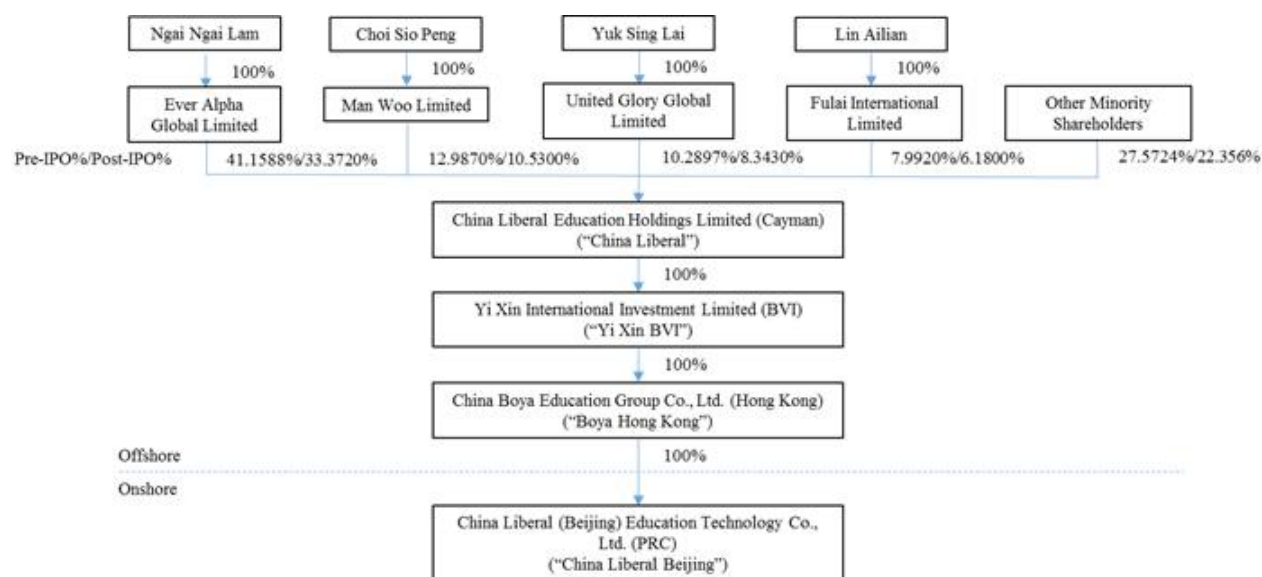 Ngai Ngai Lam
Choi Sio Peng
Yuk Sing Lai
Lin Ailian
100%
100%
100%
100%
Ever Alpha
Global Limited
Man Woo Limited
United Glory Global
Limited
Fulai International
Limited
Other Minority
Shareholders
Pre-IPO%/Post-IPO%
41.1588%/33.3720%
12.9870%/10.5300%
10.2897%/8.3430%
7.9920%/6.1800%
27.5724%/22.356%
China Liberal Education Holdings Limited (Cayman)
(“China Liberal”)
100%
Yi Xin International Investment Limited (BVI)
(“Yi Xin BVI”)
100%
China Boya Education Group Co., Ltd. (Hong Kong)
(“Boya Hong Kong”)
Offshore
100%
Onshore
China Liberal (Beijing) Education Technology Co.,
Ltd. (PRC)
(“China Liberal Beijing”)